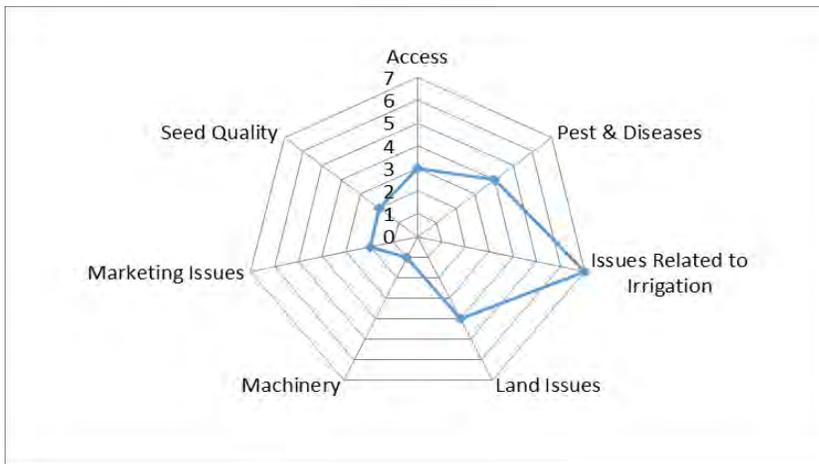 Access
7
6
5
4
3
2
1
0
Seed Quality
Pest & Diseases
Marketing Issues
Issues Related to
Irrigation
Machinery
Land Issues